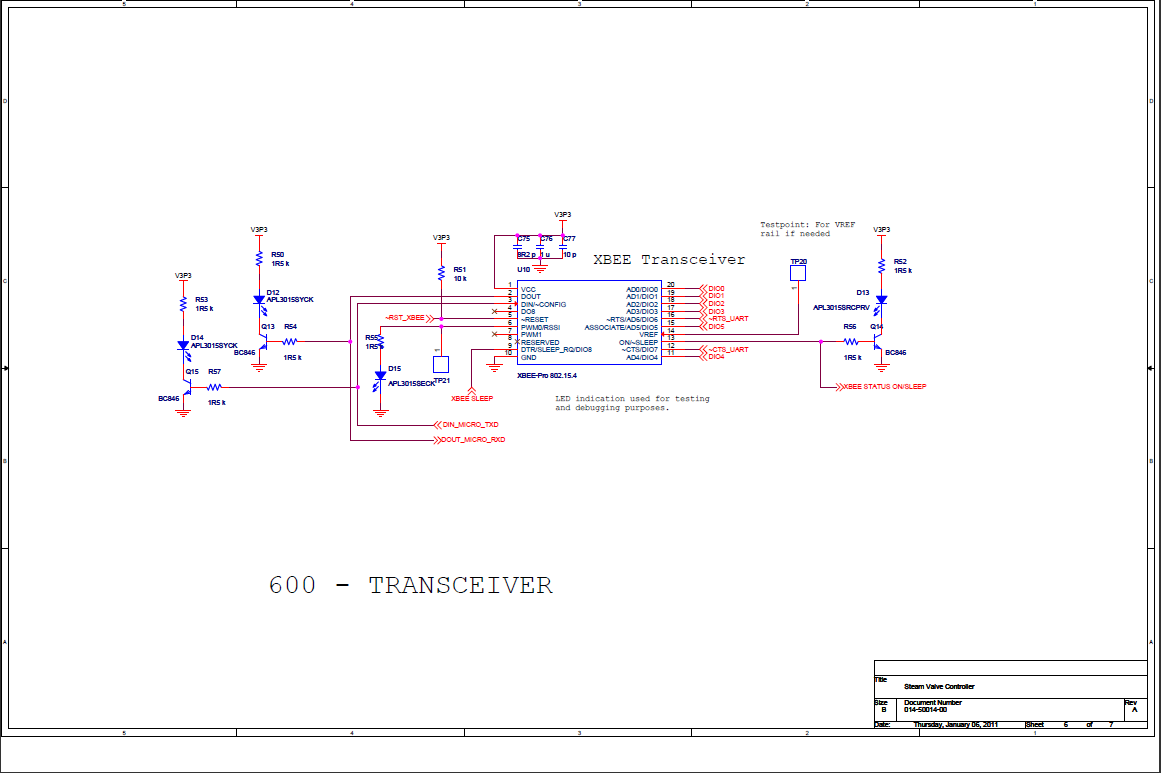 5 4 3 2 1
D D
C C
B B
A A
V3P3
R50
1R5 k
D12
APL3015SYCK
Q13
R54
BC846
1R5 k
V3P3
R53
1R5 k
D14
APL3015SYCK
Q15
R57
BC846
1R5 k
V3P3
R51
10 k
~RST_XBEE
R55
1R5 k
D15
APL3015SECK
TP21
1
XBEE SLEEP
DIN_MICRO_TXD
DOUT_MICRO_RXD
V3P3
C75 C76 C77
8R2 p 1 u 10 p
U10
XBEE Transceiver
1 VCC
2 DOUT
3 DIN/~CONFIG
4 DO8
5 ~RESET
6 PWM0/RSSI
7 PWM1
8 RESERVED
9 DTR/SLEEP_RQ/DIO8
10 GND
AD0/DIO0 20 DIO0
AD1/DIO1 19 DIO1
AD2/DIO2 18 DIO2
AD3/DIO3 17 DIO3
~RTS/AD6/DIO6 16 ~RTS_UART
ASSOCIATE/AD5/DIO5 15 DIO5
VREF 14
ON/~SLEEP 13
~CTS/DIO7 12 ~CTS_UART
AD4/DIO4 11 DIO4
XBEE-Pro 802.15.4
LED indication used for testing
and debugging purposes.
Testpoint: For VREF
rail if needed
TP20
1
V3P3
R52
1R5 k
D13
APL3015SRCPRV
R56
Q14
1R5 k
BC846
XBEE STATUS ON/SLEEP
600 - TRANSCEIVER
Title
Steam Valve Controller
Size Document Number Rev
B 014-50014-00 A
Date: Thursday, January 06, 2011 Sheet 6 of 7
5 4 3 2 1